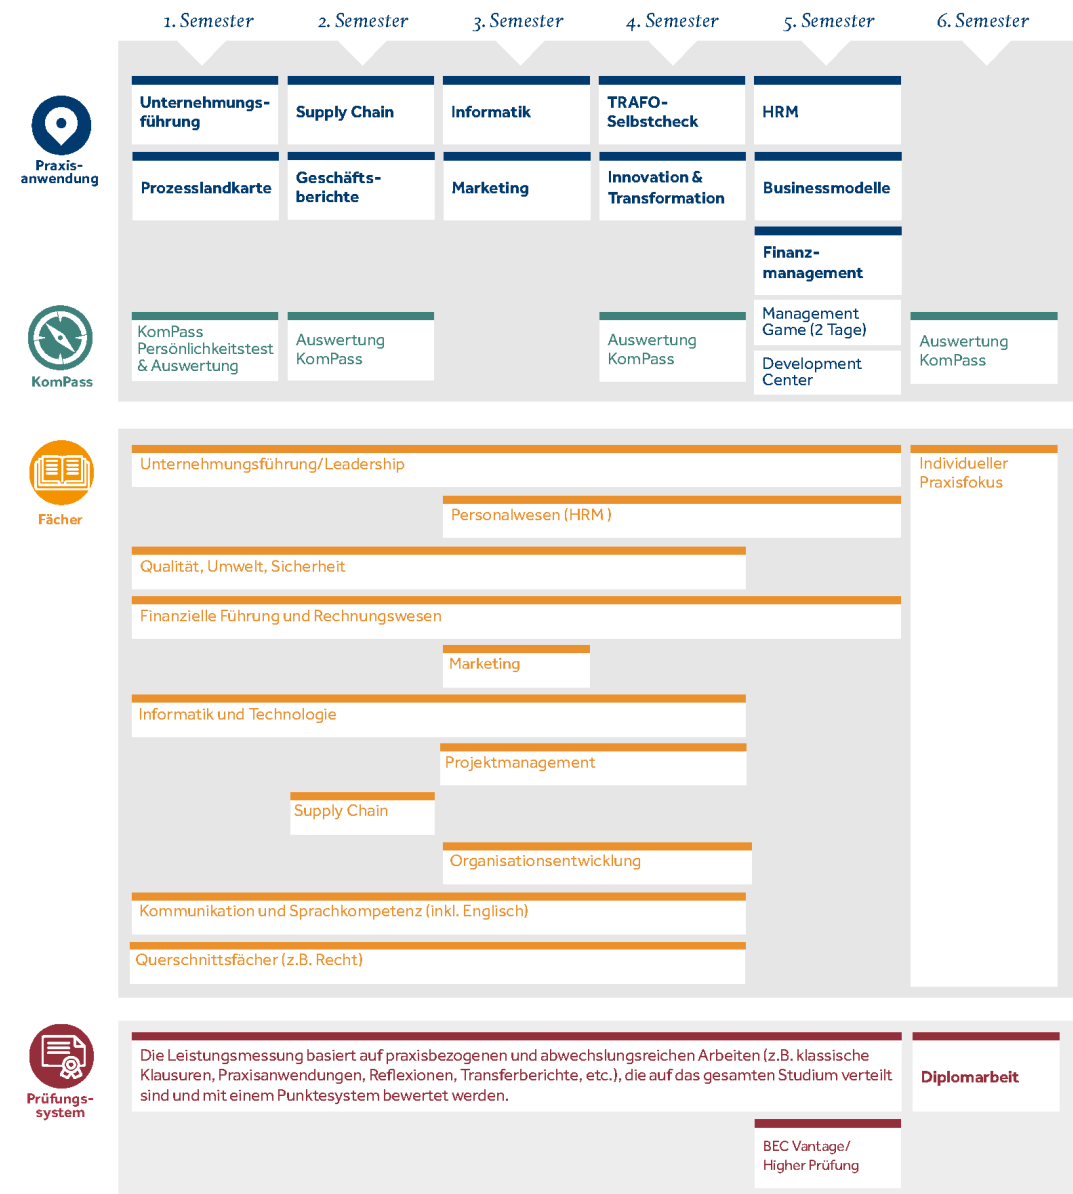 1. Semester
2. Semester
3. Semester
4. Semester
5. Semester
6. Semester
Praxis-
anwendung
Unternehmungs-
führung
Supply Chain
Informatik
TRAFO-
Selbstcheck
HRM
Prozesslandkarte
Geschäfts-
berichte
Marketing
Innovation &
Transformation
Businessmodelle
Finanz-
management
Management
Game (2 Tage)
Development
Center
KomPass
KomPass
Persönlichkeitstest
& Auswertung
Auswertung
KomPass
Auswertung
KomPass
Auswertung
KomPass
Fächer
Unternehmungsführung/Leadership
Individueller
Praxisfokus
Personalwesen (HRM )
Qualität, Umwelt, Sicherheit
Finanzielle Führung und Rechnungswesen
Marketing
Informatik und Technologie
Projektmanagement
Supply Chain
Organisationsentwicklung
Kommunikation und Sprachkompetenz (inkl. Englisch)
Querschnittsfächer (z.B. Recht)
Prüfungs-
system
Die Leistungsmessung basiert auf praxisbezogenen und abwechslungsreichen Arbeiten (z.B. klassische
Klausuren, Praxisanwendungen, Reflexionen, Transferberichte, etc.), die auf das gesamten Studium verteilt
sind und mit einem Punktesystem bewertet werden.
Diplomarbeit
BEC Vantage/
Higher Prüfung